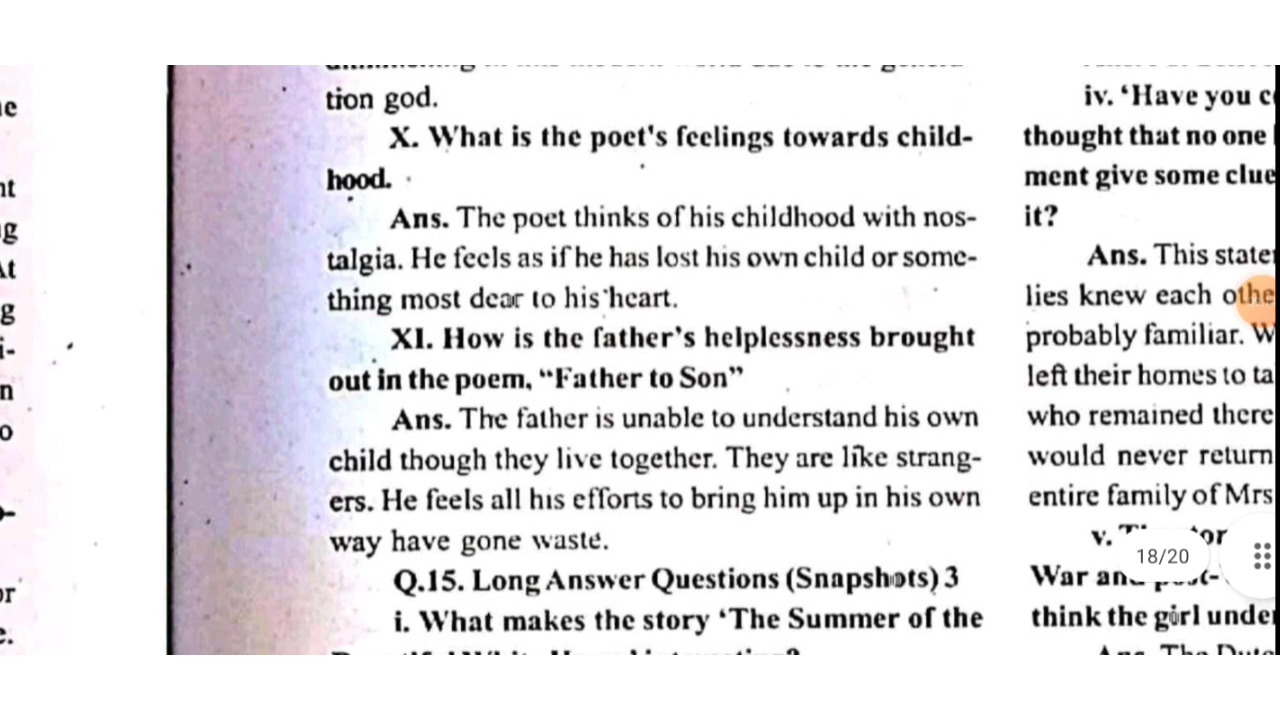 tion god.
X. What is the poet's feelings towards child-
hood.
Ans. The poet thinks of his childhood with nos-
talgia. He feels as if he has lost his own child or some-
thing most dear to his heart.
XI. How is the father's helplessness brought
out in the poem, “Father to Son”
Ans. The father is unable to understand his own
child though they live together. They are like strang-
ers. He feels all his efforts to bring him up in his own
way have gone waste.
Q.15. Long Answer Questions (Snapshots) 3
i. What makes the story ‘The Summer of the
iv. ‘Have you c
thought that no one
ment give some clue
it?
Ans. This state
lies knew each othe
probably familiar. W
left their homes to ta
who remained there
would never return
entire family of Mrs
v.
18/20
War and post-
think the girl under